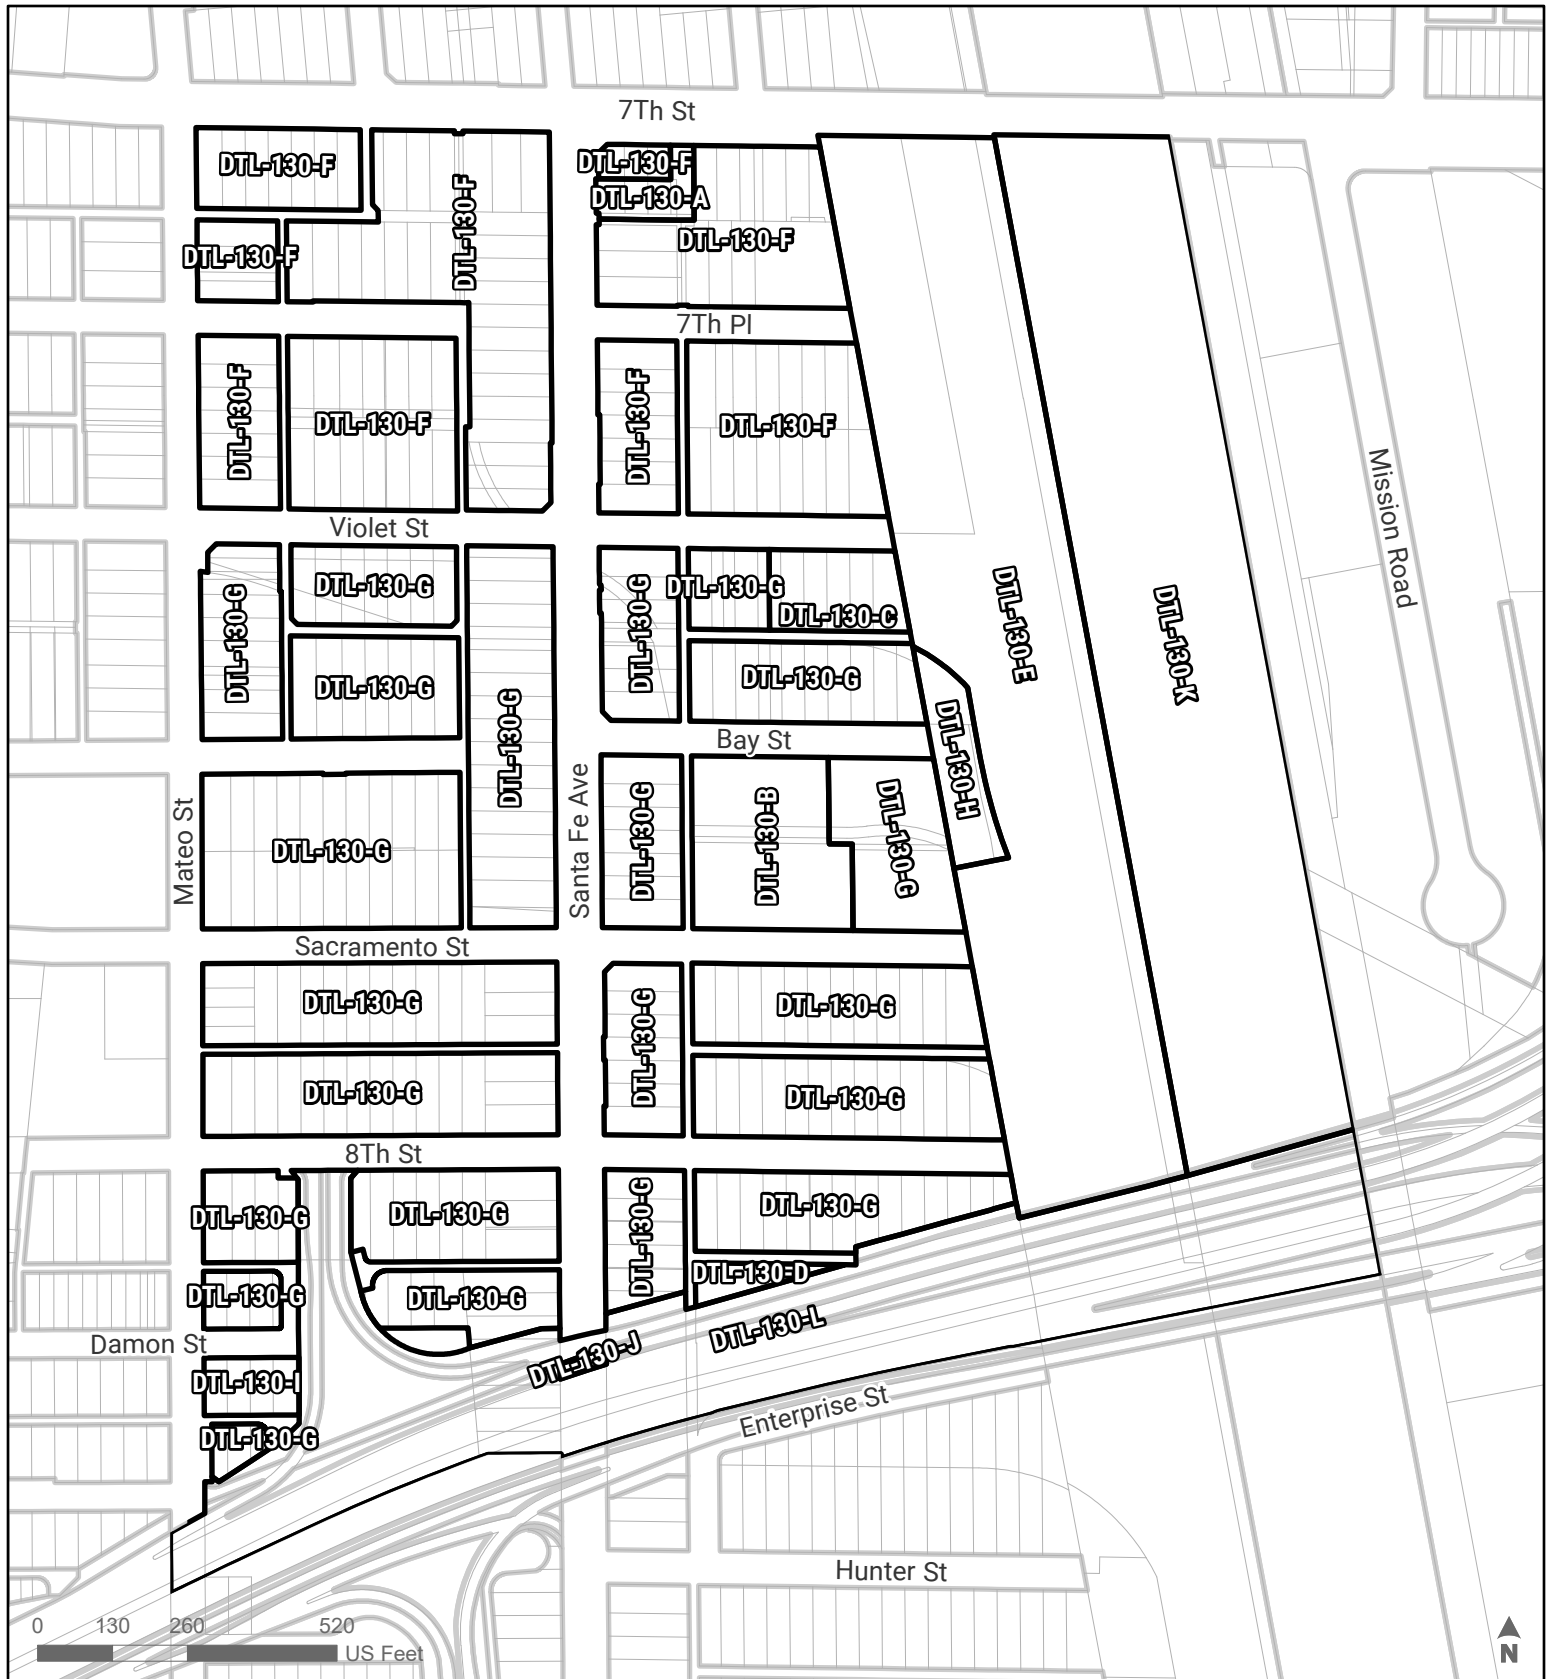 7Th St
DTL-130-F
DTL-130-F
DTL-130-F
DTL-130-A
DTL-130-F
DTL-130-F
7Th Pl
DTL-130-F
DTL-130-F
DTL-130-F
DTL-130-F
Mission Road
Violet St
DTL-130-G
DTL-130-G
DTL-130-G
DTL-130-G
DTL-130-C
DTL-130-E
DTL-130-K
DTL-130-G
DTL-130-G
DTL-130-G
DTL-130-G
DTL-130-H
Bay St
Mateo St
DTL-130-G
Santa Fe Ave
DTL-130-G
DTL-130-B
DTL-130-G
Sacramento St
DTL-130-G
DTL-130-G
DTL-130-G
DTL-130-G
DTL-130-G
8Th St
DTL-130-G
DTL-130-G
DTL-130-G
DTL-130-G
DTL-130-D
DTL-130-G
DTL-130-G
DTL-130-L
Damon St
DTL-130-J
DTL-130-I
Enterprise St
DTL-130-G
Hunter St
0 130 260 520
US Feet
N